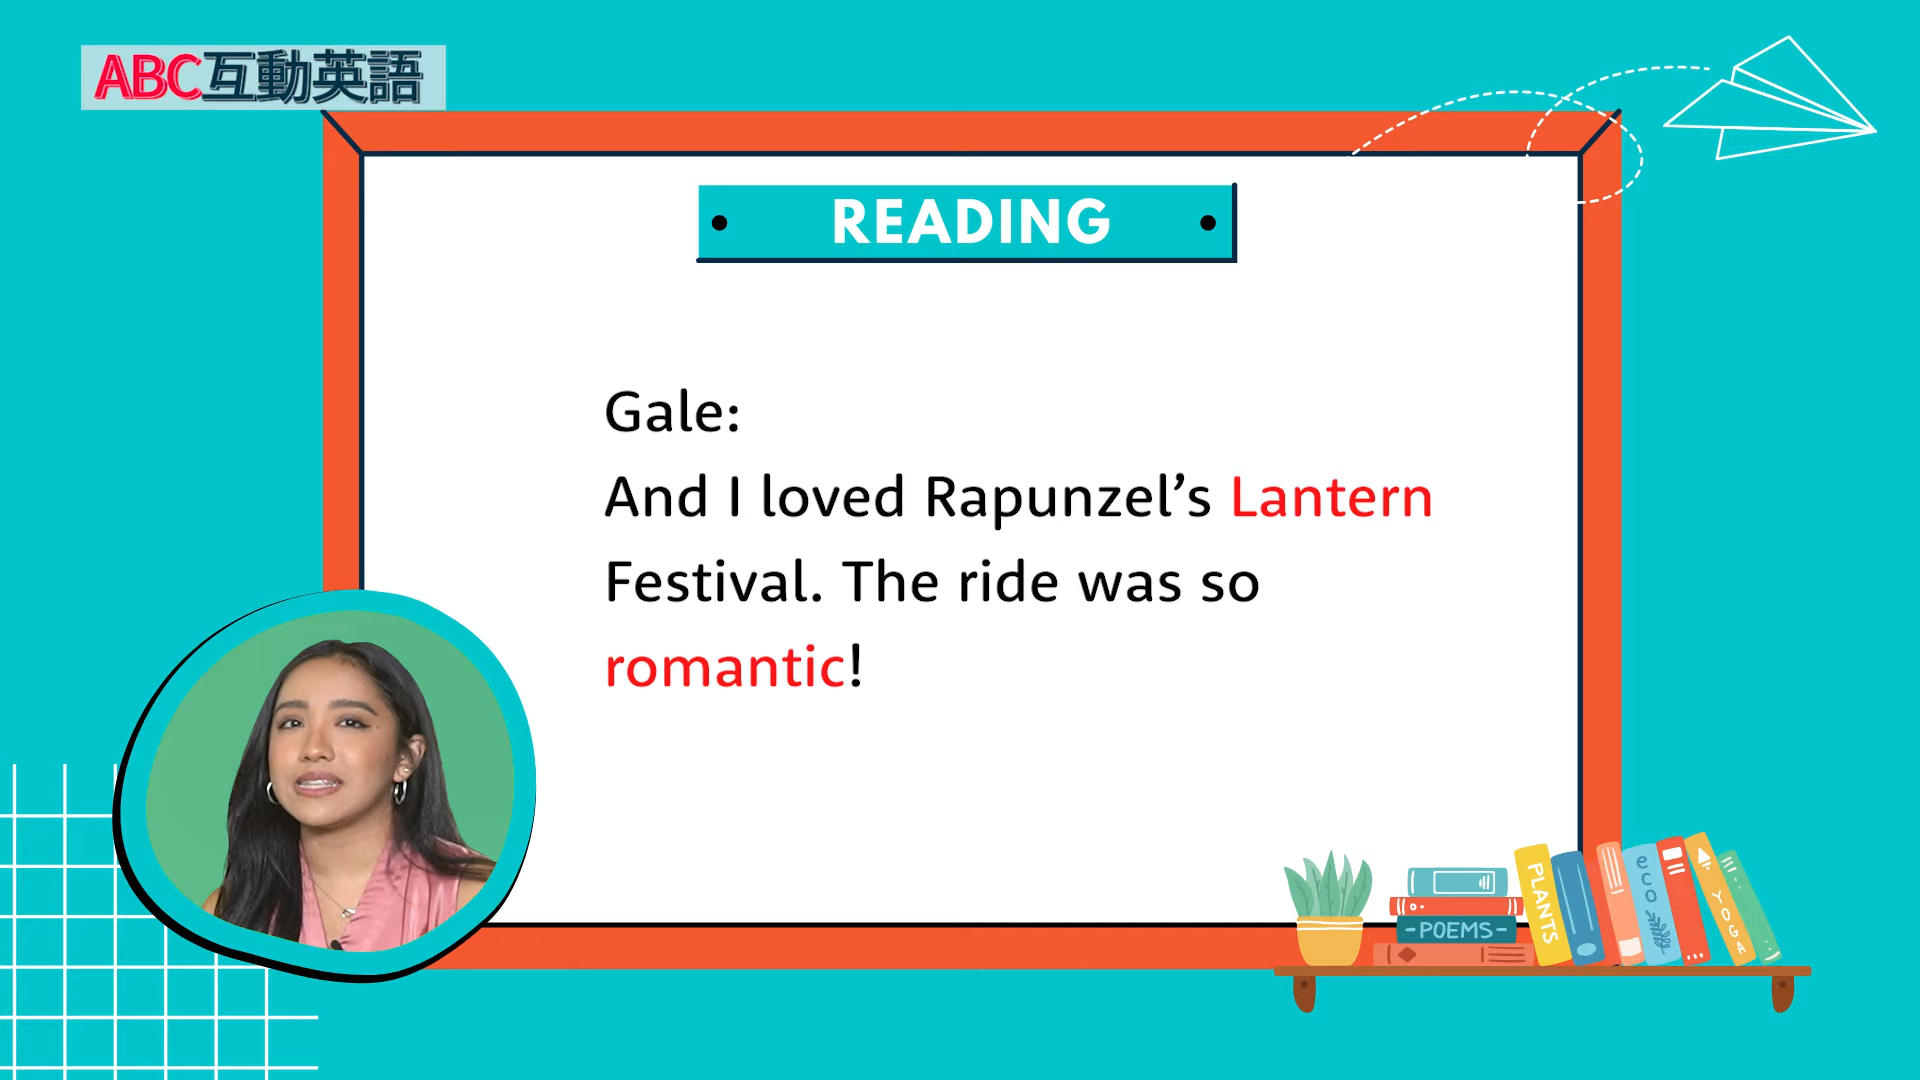 ABC互動英語
READING
Gale:
And I loved Rapunzel’s Lantern
Festival. The ride was so
romantic!
POEMS
PLANTS
eco
YOGA